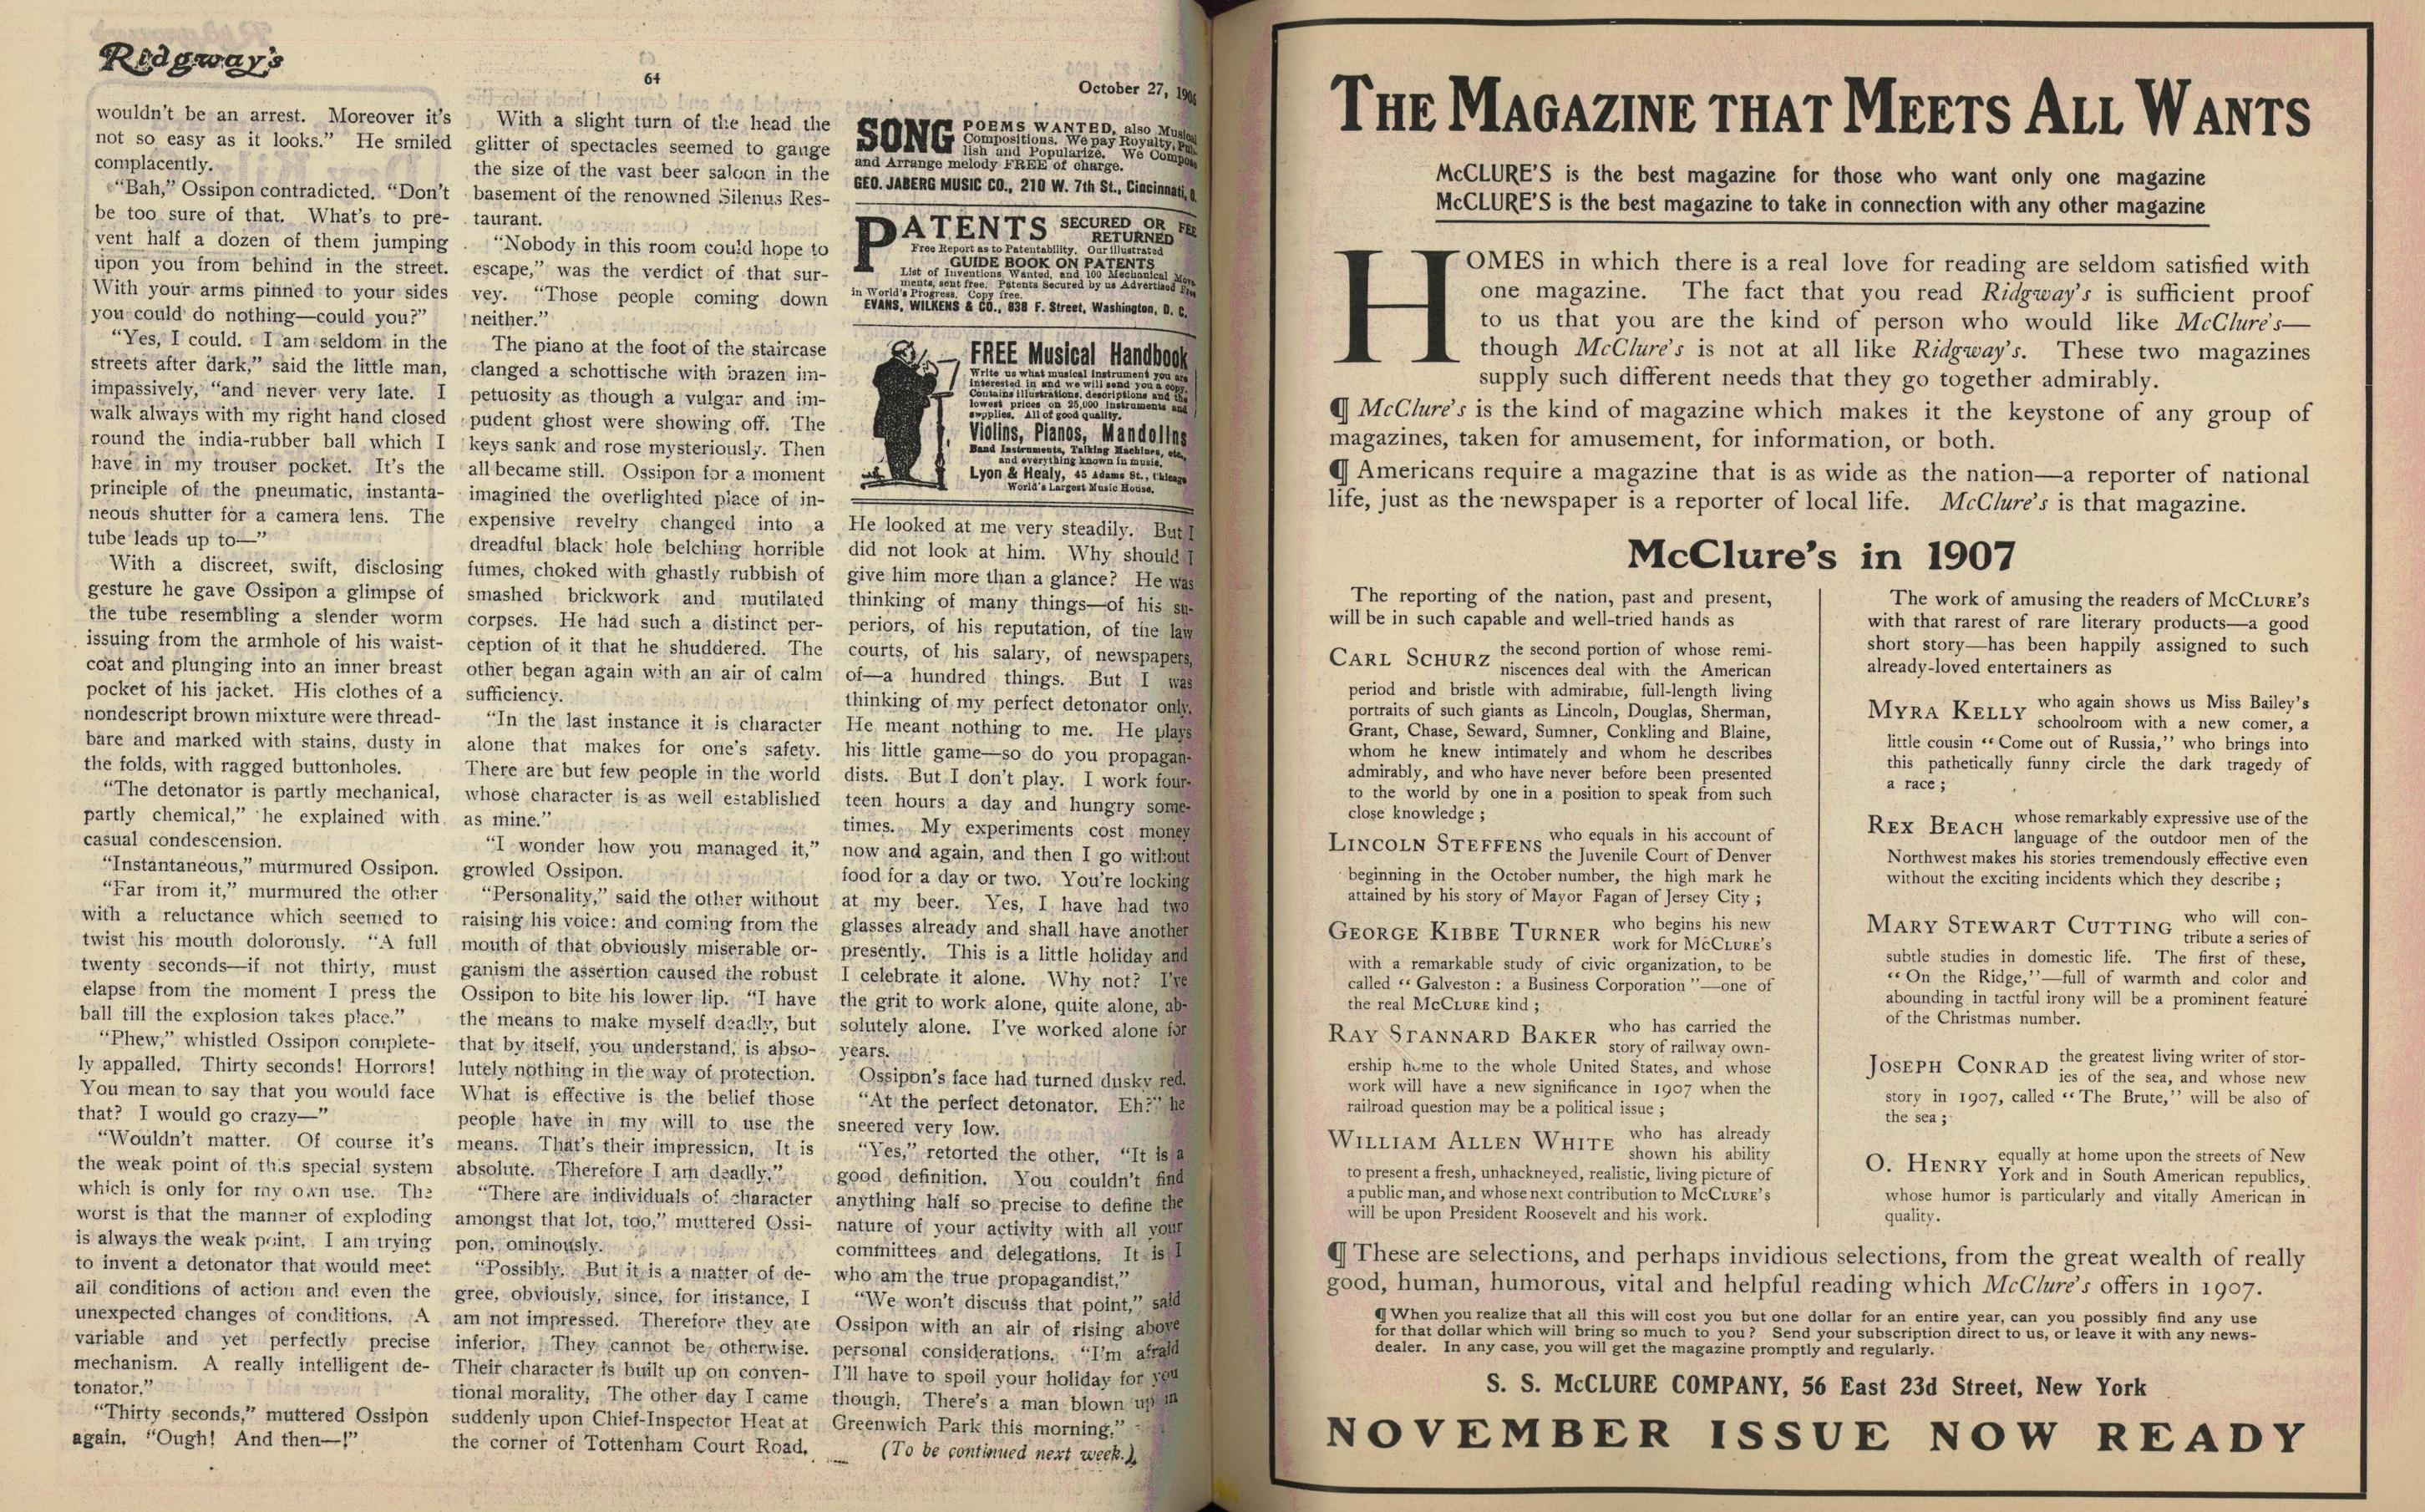 Ridgway's
64
October 27, 1906
wouldn't be an arrest. Moreover it's
not so easy as it looks." He smiled
complacently.
"Bah," Ossipon contradicted. "Don't
be too sure of that. What's to pre-
vent half a dozen of them jumping
upon you from behind in the street.
With your arms pinned to your sides
you could do nothing—could you?"
"Yes, I could. I am seldom in the
streets after dark," said the little man,
impassively, "and never very late. I
walk always with my right hand closed
round the india-rubber ball which I
have in my trouser pocket. It's the
principle of the pneumatic, instanta-
neous shutter for a camera lens. The
tube leads up to—"
With a discreet, swift, disclosing
gesture he gave Ossipon a glimpse of
the tube resembling a slender worm
issuing from the armhole of his waist-
coat and plunging into an inner breast
pocket of his jacket. His clothes of a
nondescript brown mixture were thread-
bare and marked with stains, dusty in
the folds, with ragged buttonholes.
"The detonator is partly mechanical,
partly chemical," he explained with
casual condescension.
"Instantaneous," murmured Ossipon.
"Far from it," murmured the other
with a reluctance which seemed to
twist his mouth dolorously. "A full
twenty seconds—if not thirty, must
elapse from the moment I press the
ball till the explosion takes place."
"Phew," whistled Ossipon complete-
ly appalled. Thirty seconds! Horrors!
You mean to say that you would face
that? I would go crazy—"
"Wouldn't matter. Of course it's
the weak point of this special system
which is only for my own use. The
worst is that the manner of exploding
is always the weak point. I am trying
to invent a detonator that would meet
all conditions of action and even the
unexpected changes of conditions. A
variable and yet perfectly precise
mechanism. A really intelligent de-
tonator."
"Thirty seconds," muttered Ossipon
again. "Ough! And then—!"
With a slight turn of the head the
glitter of spectacles seemed to gauge
the size of the vast beer saloon in the
basement of the renowned Silenus Res-
taurant.
"Nobody in this room could hope to
escape," was the verdict of that sur-
vey. "Those people coming down
neither."
The piano at the foot of the staircase
clanged a schottische with brazen im-
petuosity as though a vulgar and im-
pudent ghost were showing off. The
keys sank and rose mysteriously. Then
all became still. Ossipon for a moment
imagined the overlighted place of in-
expensive revelry changed into a
dreadful black hole belching horrible
fumes, choked with ghastly rubbish of
smashed brickwork and mutilated
corpses. He had such a distinct per-
ception of it that he shuddered. The
other began again with an air of calm
sufficiency.
"In the last instance it is character
alone that makes for one's safety.
There are but few people in the world
whose character is as well established
as mine."
"I wonder how you managed it,"
growled Ossipon.
"Personality," said the other without
raising his voice: and coming from the
mouth of that obviously miserable or-
ganism the assertion caused the robust
Ossipon to bite his lower lip. "I have
the means to make myself deadly, but
that by itself, you understand, is abso-
lutely nothing in the way of protection.
What is effective is the belief those
people have in my will to use the
means. That's their impression. It is
absolute. Therefore I am deadly."
"There are individuals of character
amongst that lot, too," muttered Ossi-
pon, ominously.
"Possibly. But it is a matter of de-
gree, obviously, since, for instance, I
am not impressed. Therefore they are
inferior. They cannot be otherwise.
Their character is built up on conven-
tional morality. The other day I came
suddenly upon Chief-Inspector Heat at
the corner of Tottenham Court Road.
SONG POEMS WANTED, also Musical
Compositions. We pay Royalty, Pub-
lish and Popularize. We Compose
and Arrange melody FREE of charge.
GEO. JABERG MUSIC CO., 210 W. 7th St., Cincinnati, O.
PATENTS SECURED OR FEE
RETURNED
Free Report as to Patentability. Our illustrated
GUIDE BOOK ON PATENTS
List of Inventions Wanted, and 100 Mechanical Move-
ments, sent free. Patents Secured by us Advertised Free
in World's Progress. Copy free.
EVANS, WILKENS & CO., 838 F. Street, Washington, D. C.
FREE Musical Handbook
Write us what musical instrument you are
interested in and we will send you a copy.
Contains illustrations, descriptions and the
lowest prices on 25,000 instruments and
supplies. All of good quality.
Violins, Pianos, Mandolins
Band Instruments, Talking Machines, etc.,
and everything known in music.
Lyon & Healy, 45 Adams St., Chicago
World's Largest Music House.
He looked at me very steadily. But I
did not look at him. Why should I
give him more than a glance? He was
thinking of many things—of his su-
periors, of his reputation, of the law
courts, of his salary, of newspapers,
of—a hundred things. But I was
thinking of my perfect detonator only.
He meant nothing to me. He plays
his little game—so do you propagan-
dists. But I don't play. I work four-
teen hours a day and hungry some-
times. My experiments cost money
now and again, and then I go without
food for a day or two. You're locking
at my beer. Yes, I have had two
glasses already and shall have another
presently. This is a little holiday and
I celebrate it alone. Why not? I've
the grit to work alone, quite alone, ab-
solutely alone. I've worked alone for
years.
Ossipon's face had turned dusky red.
"At the perfect detonator. Eh?" he
sneered very low.
"Yes," retorted the other, "It is a
good definition. You couldn't find
anything half so precise to define the
nature of your activity with all your
committees and delegations. It is I
who am the true propagandist."
"We won't discuss that point," said
Ossipon with an air of rising above
personal considerations. "I'm afraid
I'll have to spoil your holiday for you
though. There's a man blown up in
Greenwich Park this morning."
(To be continued next week.)
THE MAGAZINE THAT MEETS ALL WANTS
McCLURE'S is the best magazine for those who want only one magazine
McCLURE'S is the best magazine to take in connection with any other magazine
HOMES in which there is a real love for reading are seldom satisfied with
one magazine. The fact that you read Ridgway's is sufficient proof
to us that you are the kind of person who would like McClure's—
though McClure's is not at all like Ridgway's. These two magazines
supply such different needs that they go together admirably.
¶ McClure's is the kind of magazine which makes it the keystone of any group of
magazines, taken for amusement, for information, or both.
¶ Americans require a magazine that is as wide as the nation—a reporter of national
life, just as the newspaper is a reporter of local life. McClure's is that magazine.
McClure's in 1907
The reporting of the nation, past and present,
will be in such capable and well-tried hands as
CARL SCHURZ the second portion of whose remi-
niscences deal with the American
period and bristle with admirable, full-length living
portraits of such giants as Lincoln, Douglas, Sherman,
Grant, Chase, Seward, Sumner, Conkling and Blaine,
whom he knew intimately and whom he describes
admirably, and who have never before been presented
to the world by one in a position to speak from such
close knowledge ;
LINCOLN STEFFENS who equals in his account of
the Juvenile Court of Denver
beginning in the October number, the high mark he
attained by his story of Mayor Fagan of Jersey City ;
GEORGE KIBBE TURNER who begins his new
work for MCCLURE'S
with a remarkable study of civic organization, to be
called "Galveston : a Business Corporation"—one of
the real MCCLURE kind ;
RAY STANNARD BAKER who has carried the
story of railway own-
ership home to the whole United States, and whose
work will have a new significance in 1907 when the
railroad question may be a political issue ;
WILLIAM ALLEN WHITE who has already
shown his ability
to present a fresh, unhackneyed, realistic, living picture of
a public man, and whose next contribution to MCCLURE'S
will be upon President Roosevelt and his work.
The work of amusing the readers of MCCLURE'S
with that rarest of rare literary products—a good
short story—has been happily assigned to such
already-loved entertainers as
MYRA KELLY who again shows us Miss Bailey's
schoolroom with a new comer, a
little cousin "Come out of Russia," who brings into
this pathetically funny circle the dark tragedy of
a race ;
REX BEACH whose remarkably expressive use of the
language of the outdoor men of the
Northwest makes his stories tremendously effective even
without the exciting incidents which they describe ;
MARY STEWART CUTTING who will con-
tribute a series of
subtle studies in domestic life. The first of these,
"On the Ridge,"—full of warmth and color and
abounding in tactful irony will be a prominent feature
of the Christmas number.
JOSEPH CONRAD the greatest living writer of stor-
ies of the sea, and whose new
story in 1907, called "The Brute," will be also of
the sea ;
O. HENRY equally at home upon the streets of New
York and in South American republics,
whose humor is particularly and vitally American in
quality.
¶ These are selections, and perhaps invidious selections, from the great wealth of really
good, human, humorous, vital and helpful reading which McClure's offers in 1907.
¶ When you realize that all this will cost you but one dollar for an entire year, can you possibly find any use
for that dollar which will bring so much to you? Send your subscription direct to us, or leave it with any news-
dealer. In any case, you will get the magazine promptly and regularly.
S. S. McCLURE COMPANY, 56 East 23d Street, New York
NOVEMBER ISSUE NOW READY